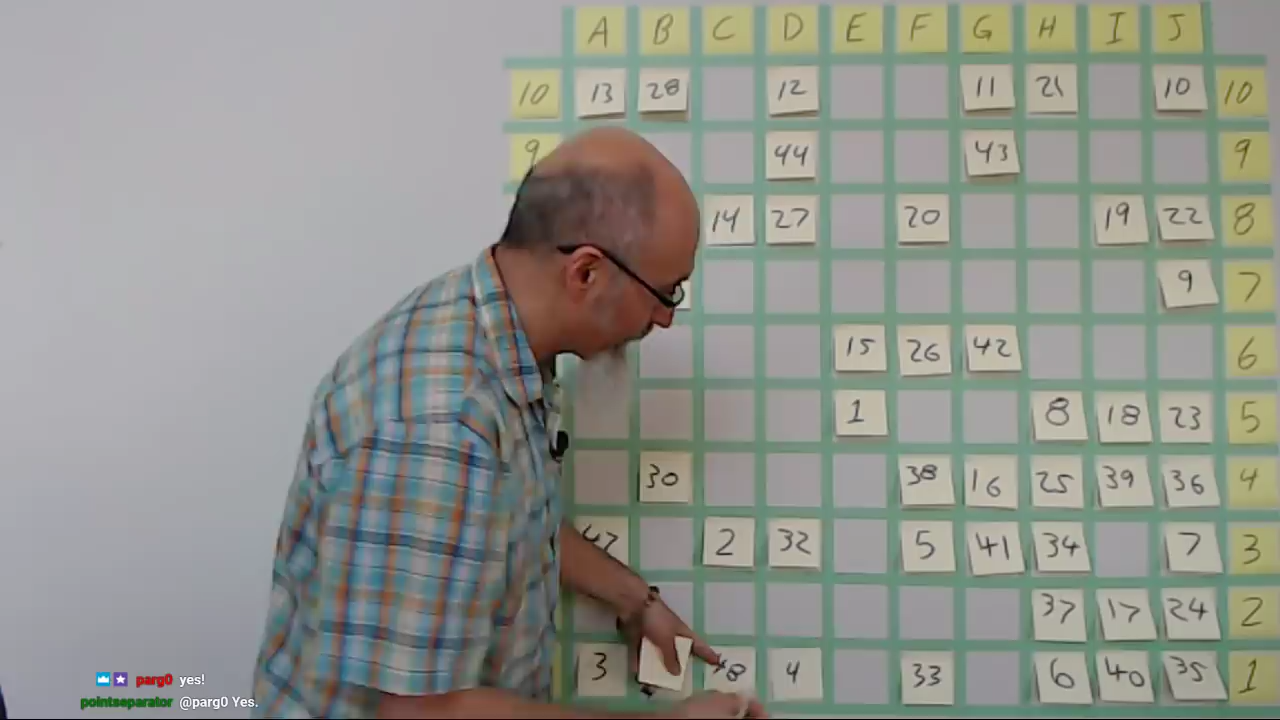 A B C D E F G H I J
10 13 28 12 11 21 10 10
9 44 43 9
14 27 20 19 22 8
9 7
15 26 42 6
1 8 18 23 5
30 38 16 25 39 36 4
2 32 5 41 34 7 3
37 17 24 2
3 48 4 33 6 40 35 1
parg0 yes!
pointseparator @parg0 Yes.